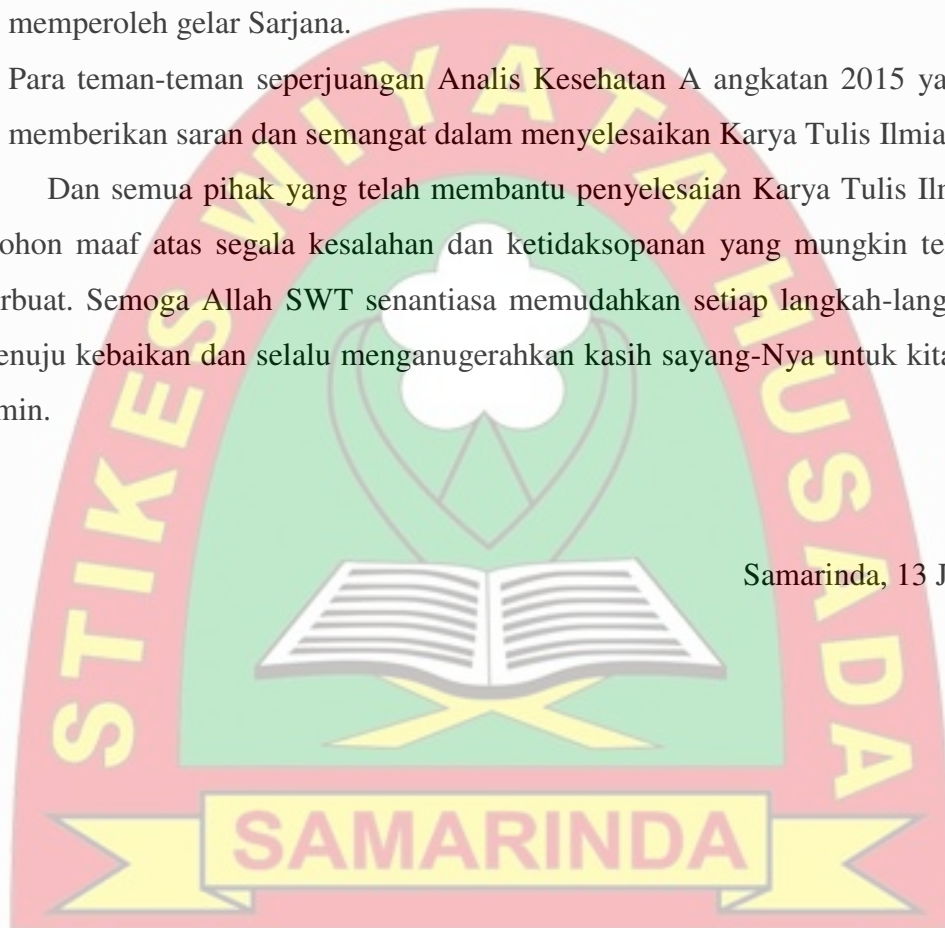 memperoleh gelar Sarjana.
Para teman-teman seperjuangan Analis Kesehatan A angkatan 2015 ya
memberikan saran dan semangat dalam menyelesaikan Karya Tulis Ilmia
Dan semua pihak yang telah membantu penyelesaian Karya Tulis Iln
ohon maaf atas segala kesalahan dan ketidaksopanan yang mungkin te
rbuat. Semoga Allah SWT senantiasa memudahkan setiap langkah-lang
enuju kebaikan dan selalu menganugerahkan kasih sayang-Nya untuk kita
min.
Samarinda, 13 J
STIKES WIYATA HUSADA
SAMARINDA